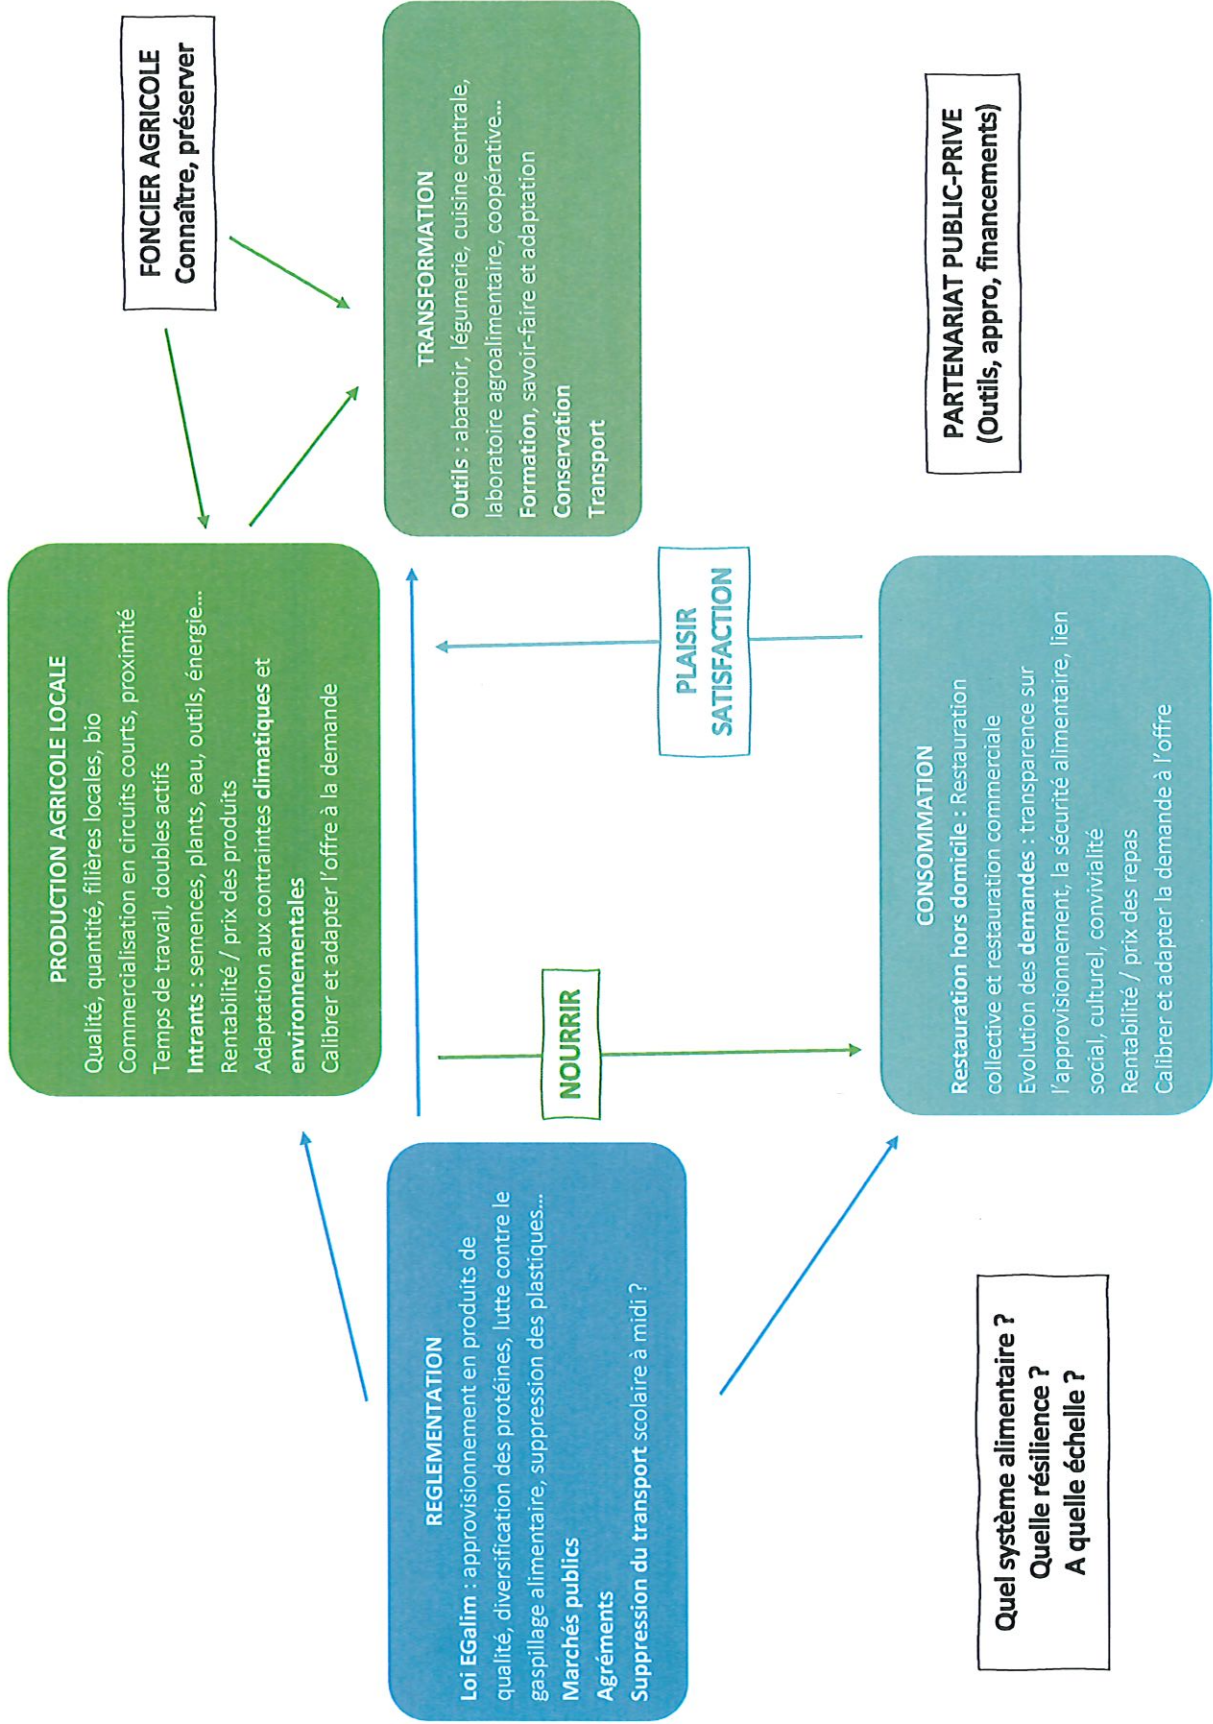 FONCIER AGRICOLE
Connaître, préserver
PRODUCTION AGRICOLE LOCALE
Qualité, quantité, filières locales, bio
Commercialisation en circuits courts, proximité
Temps de travail, doubles actifs
Intrants : semences, plants, eau, outils, énergie...
Rentabilité / prix des produits
Adaptation aux contraintes climatiques et
environnementales
Calibrer et adapter l'offre à la demande
REGLEMENTATION
Loi EGalim : approvisionnement en produits de
qualité, diversification des protéines, lutte contre le
gaspillage alimentaire, suppression des plastiques...
Marchés publics
Agréments
Suppression du transport scolaire à midi ?
NOURRIR
PLAISIR
SATISFACTION
TRANSFORMATION
Outils : abattoir, légumerie, cuisine centrale,
laboratoire agroalimentaire, coopérative...
Formation, savoir-faire et adaptation
Conservation
Transport
CONSOMMATION
Restauration hors domicile : Restauration
collective et restauration commerciale
Evolution des demandes : transparence sur
l'approvisionnement, la sécurité alimentaire, lien
social, culturel, convivialité
Rentabilité / prix des repas
Calibrer et adapter la demande à l'offre
Quel système alimentaire ?
Quelle résilience ?
A quelle échelle ?
PARTENARIAT PUBLIC-PRIVE
(Outils, appro, financements)